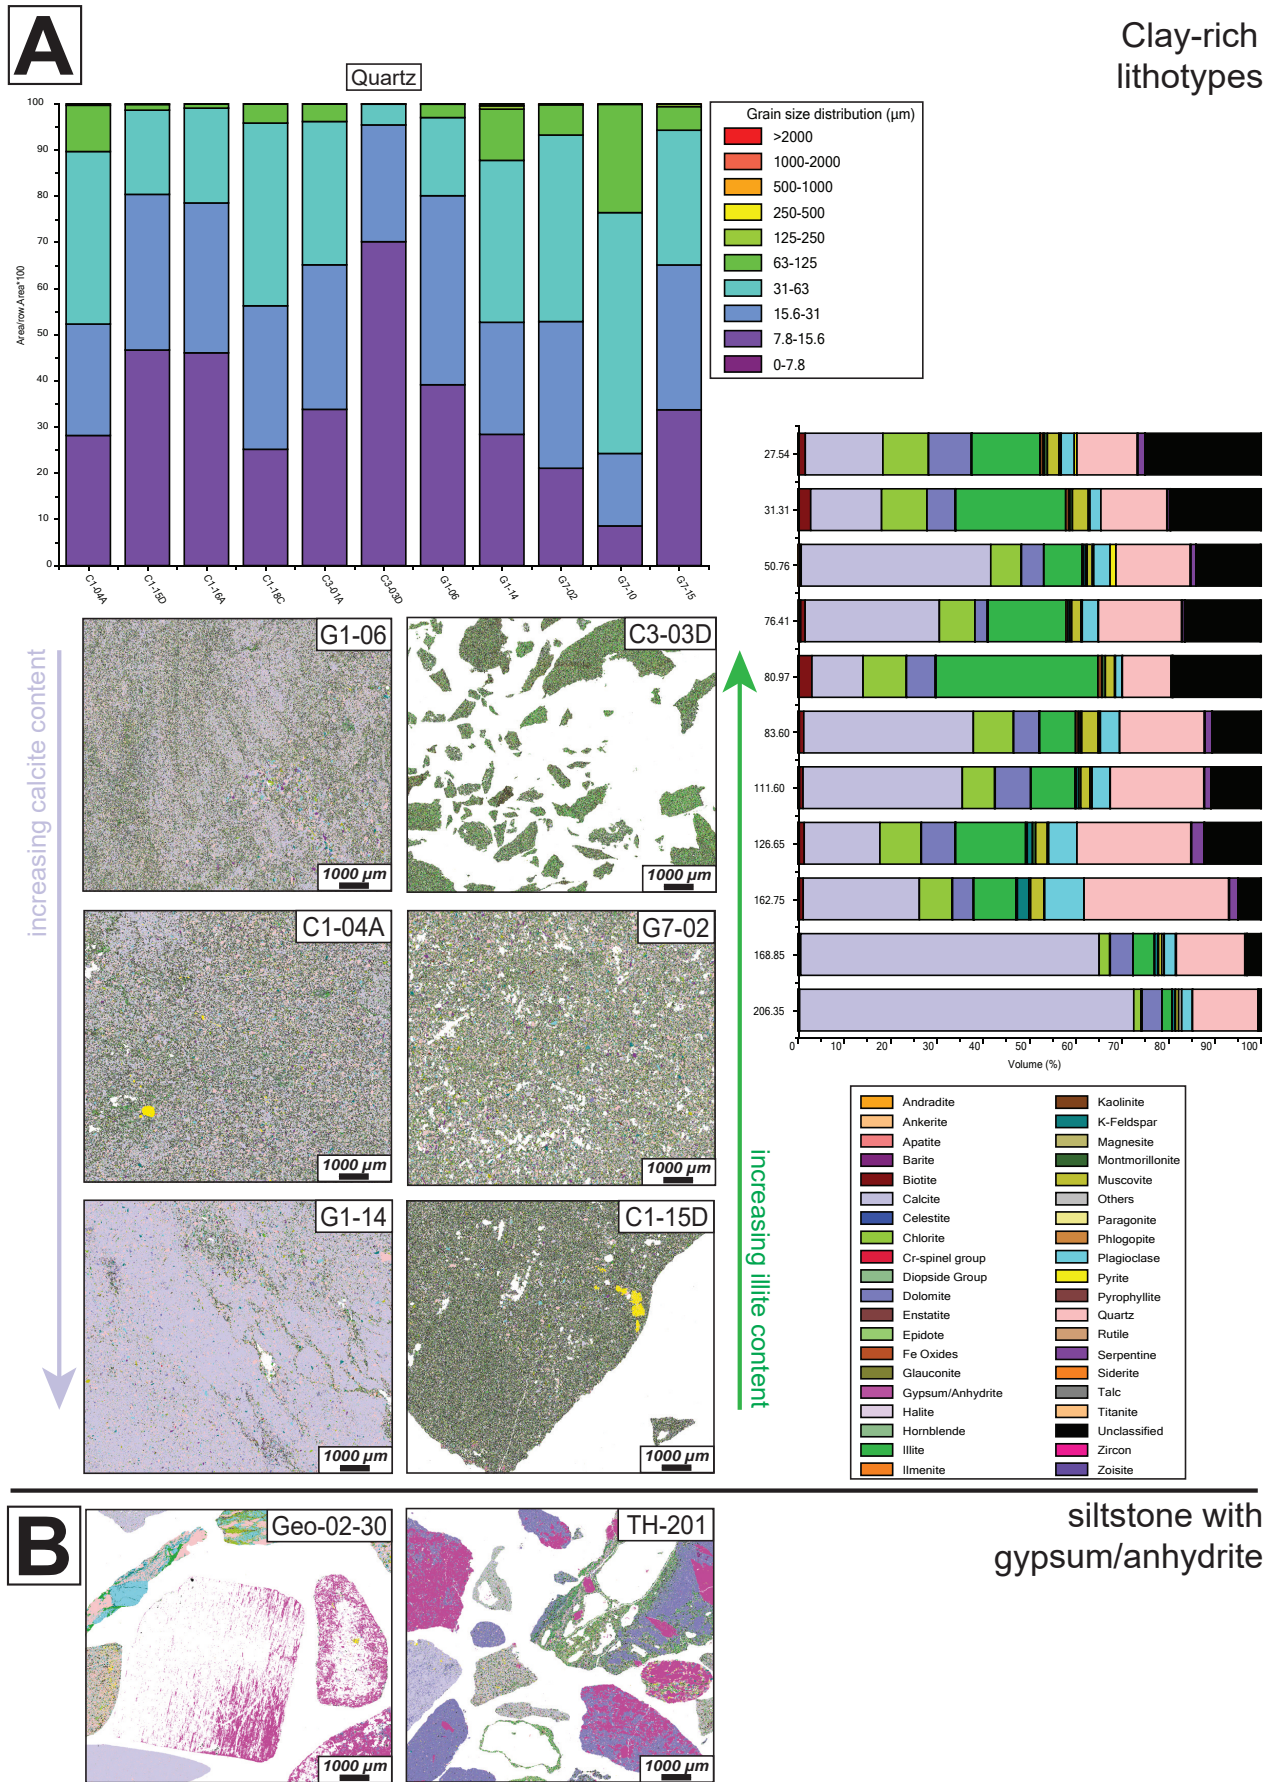 A
Clay-rich
lithotypes
Quartz
100
90
80
70
60
50
40
30
20
10
0
Area/row Area*100
C1-04A
C1-15D
C1-16A
C1-18C
C3-01A
C3-03D
G1-06
G1-14
G7-02
G7-10
G7-15
Grain size distribution (µm)
>2000
1000-2000
500-1000
250-500
125-250
63-125
31-63
15.6-31
7.8-15.6
0-7.8
27.54
31.31
50.76
76.41
80.97
83.60
111.60
126.65
162.75
168.85
206.35
0
10
20
30
40
50
60
70
80
90
100
Volume (%)
increasing calcite content
G1-06
1000 µm
C3-03D
1000 µm
C1-04A
1000 µm
G7-02
1000 µm
G1-14
1000 µm
C1-15D
1000 µm
increasing illite content
Andradite
Ankerite
Apatite
Barite
Biotite
Calcite
Celestite
Chlorite
Cr-spinel group
Diopside Group
Dolomite
Enstatite
Epidote
Fe Oxides
Glauconite
Gypsum/Anhydrite
Halite
Hornblende
Illite
Ilmenite
Kaolinite
K-Feldspar
Magnesite
Montmorillonite
Muscovite
Others
Paragonite
Phlogopite
Plagioclase
Pyrite
Pyrophyllite
Quartz
Rutile
Serpentine
Siderite
Talc
Titanite
Unclassified
Zircon
Zoisite
B
siltstone with
gypsum/anhydrite
Geo-02-30
1000 µm
TH-201
1000 µm